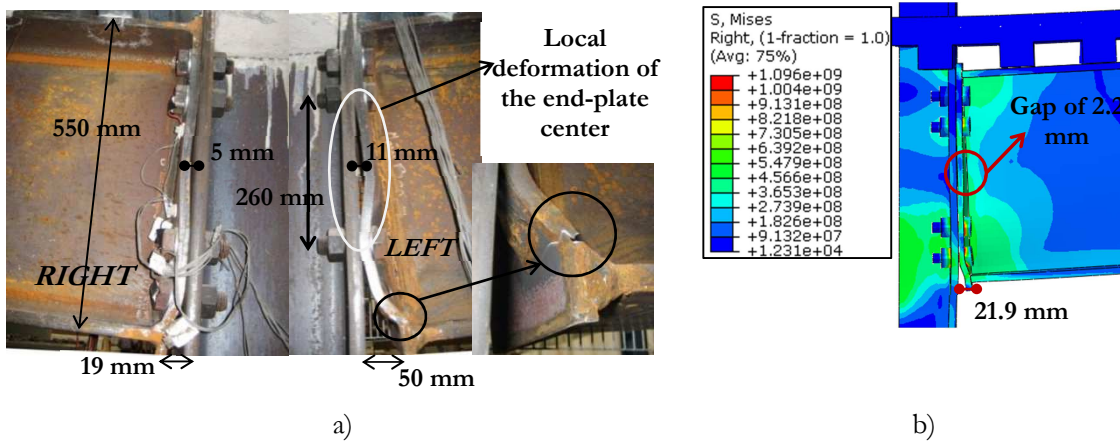 Local
deformation of
the end-plate
center
550 mm
5 mm
11 mm
260 mm
RIGHT
LEFT
19 mm
50 mm
a)
S, Mises
Right, (1-fraction = 1.0)
(Avg: 75%)
+1.096e+09
+1.004e+09
+9.131e+08
+8.218e+08
+7.305e+08
+6.392e+08
+5.479e+08
+4.566e+08
+3.653e+08
+2.739e+08
+1.826e+08
+9.132e+07
+1.231e+04
Gap of 2.2
mm
21.9 mm
b)